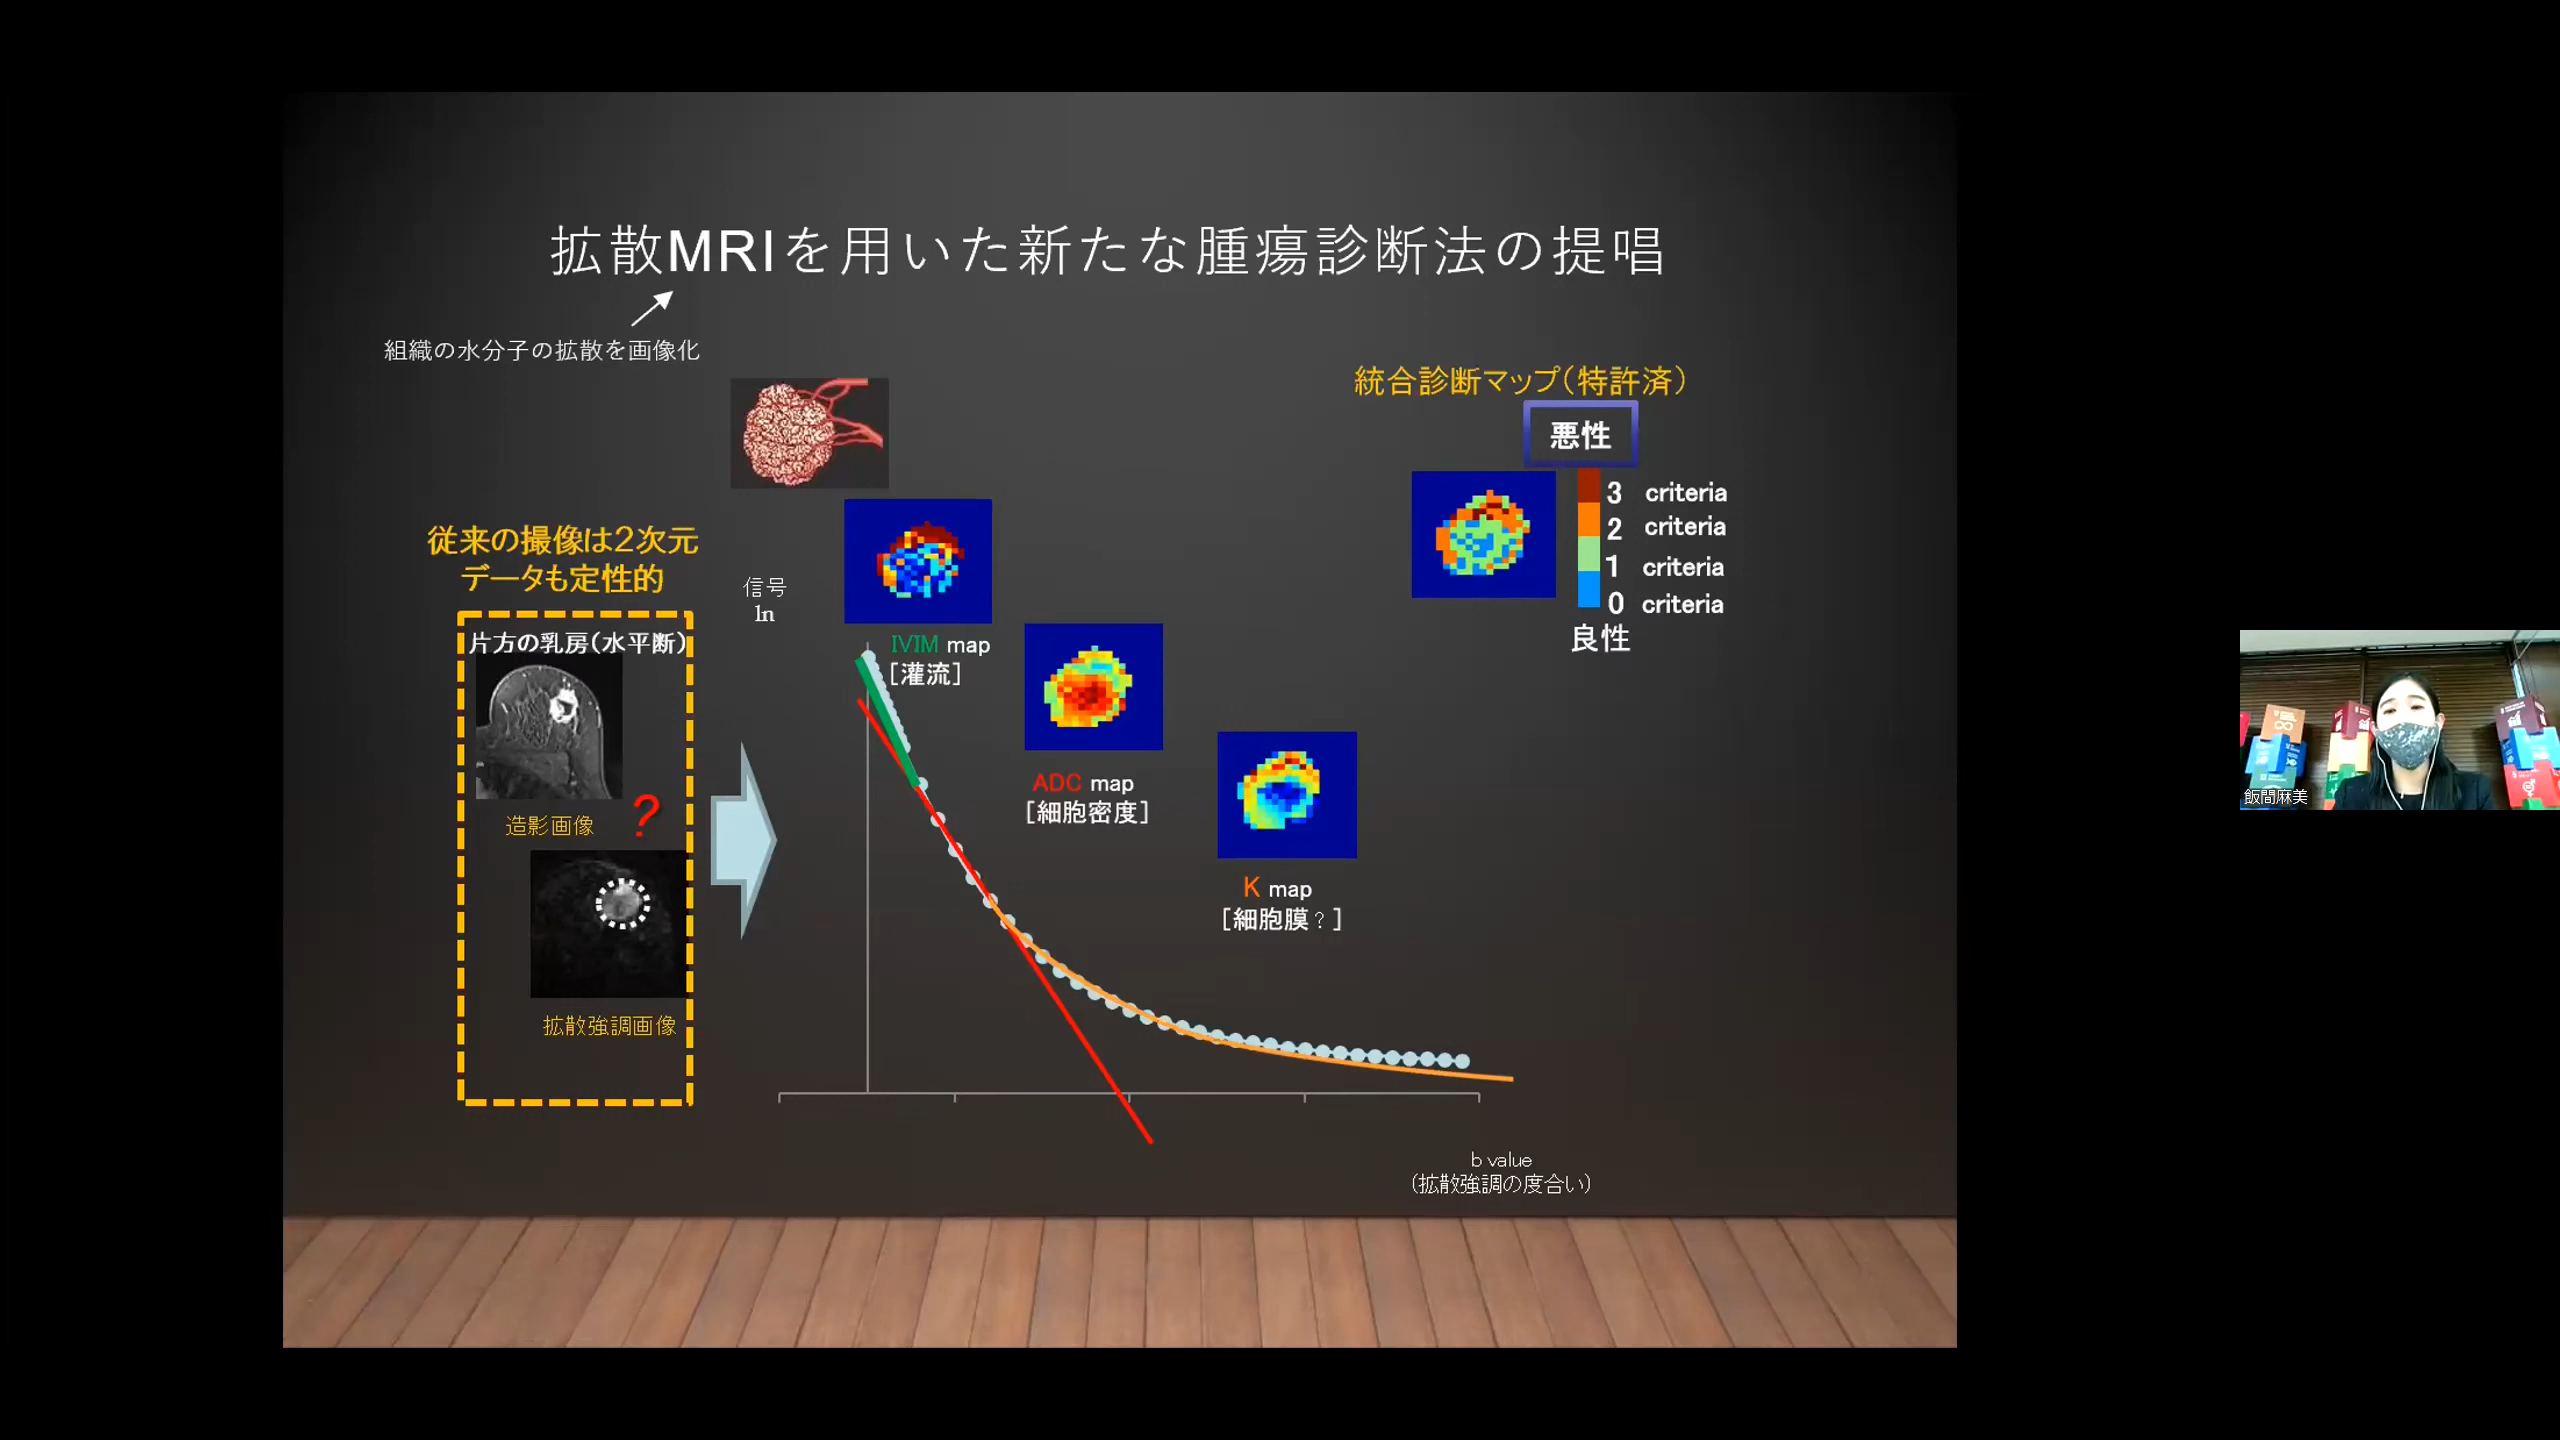 拡散MRIを用いた新たな腫瘍診断法の提唱
組織の水分子の拡散を画像化
従来の撮像は2次元
データも定性的
片方の乳房(水平断)
造影画像
?
拡散強調画像
信号
ln
IVIM map
[灌流]
ADC map
[細胞密度]
K map
[細胞膜?]
b value
(拡散強調の度合い)
統合診断マップ(特許済)
悪性
3 criteria
2 criteria
1 criteria
0 criteria
良性
飯間麻美